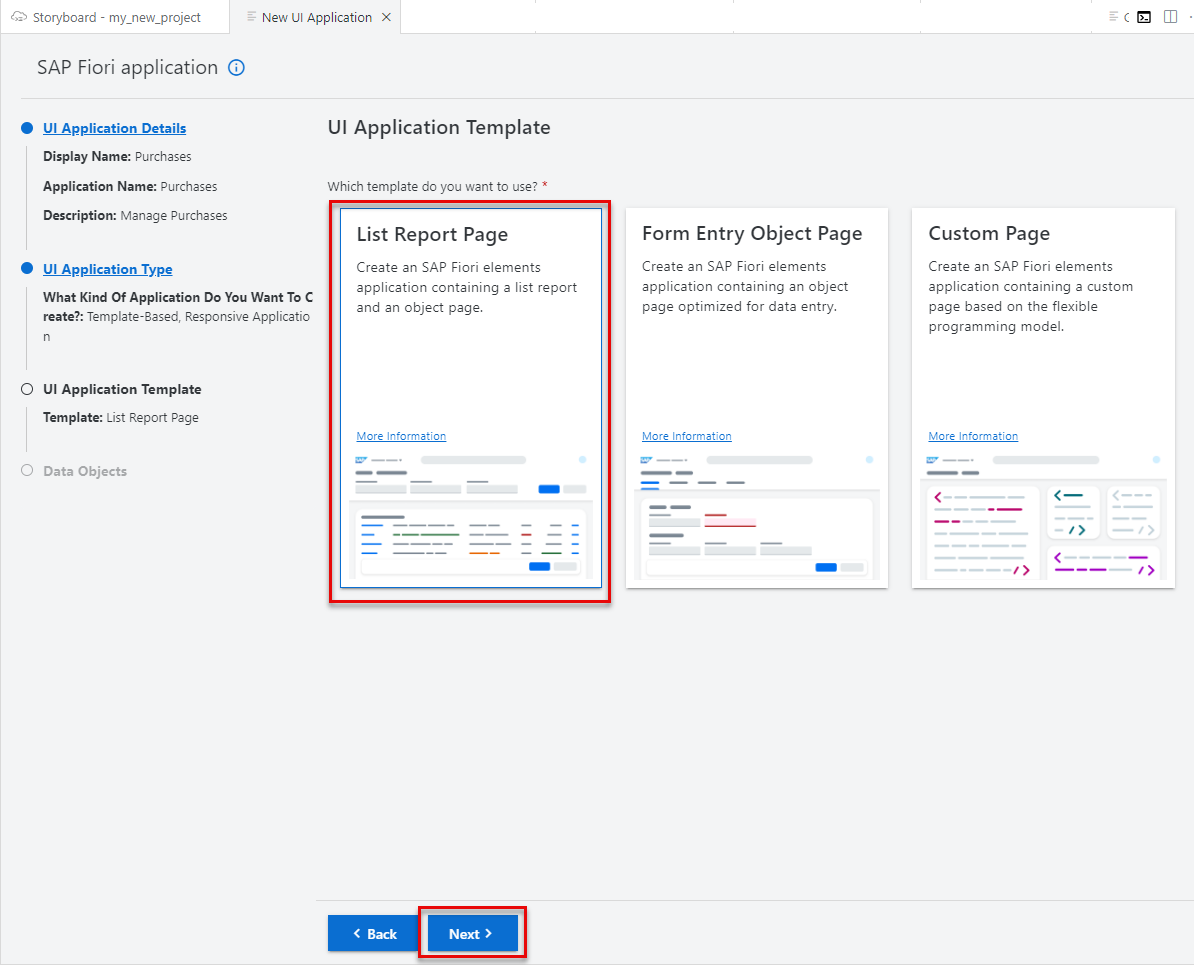 Storyboard - my_new_project
New UI Application
SAP Fiori application
UI Application Details
Display Name: Purchases
Application Name: Purchases
Description: Manage Purchases
UI Application Type
What Kind Of Application Do You Want To C
reate?: Template-Based, Responsive Applicatio
n
UI Application Template
Template: List Report Page
Data Objects
UI Application Template
Which template do you want to use? *
List Report Page
Create an SAP Fiori elements
application containing a list report
and an object page.
More Information
SAP
Form Entry Object Page
Create an SAP Fiori elements
application containing an object
page optimized for data entry.
More Information
SAP
Custom Page
Create an SAP Fiori elements
application containing a custom
page based on the flexible
programming model.
More Information
SAP
Back
Next